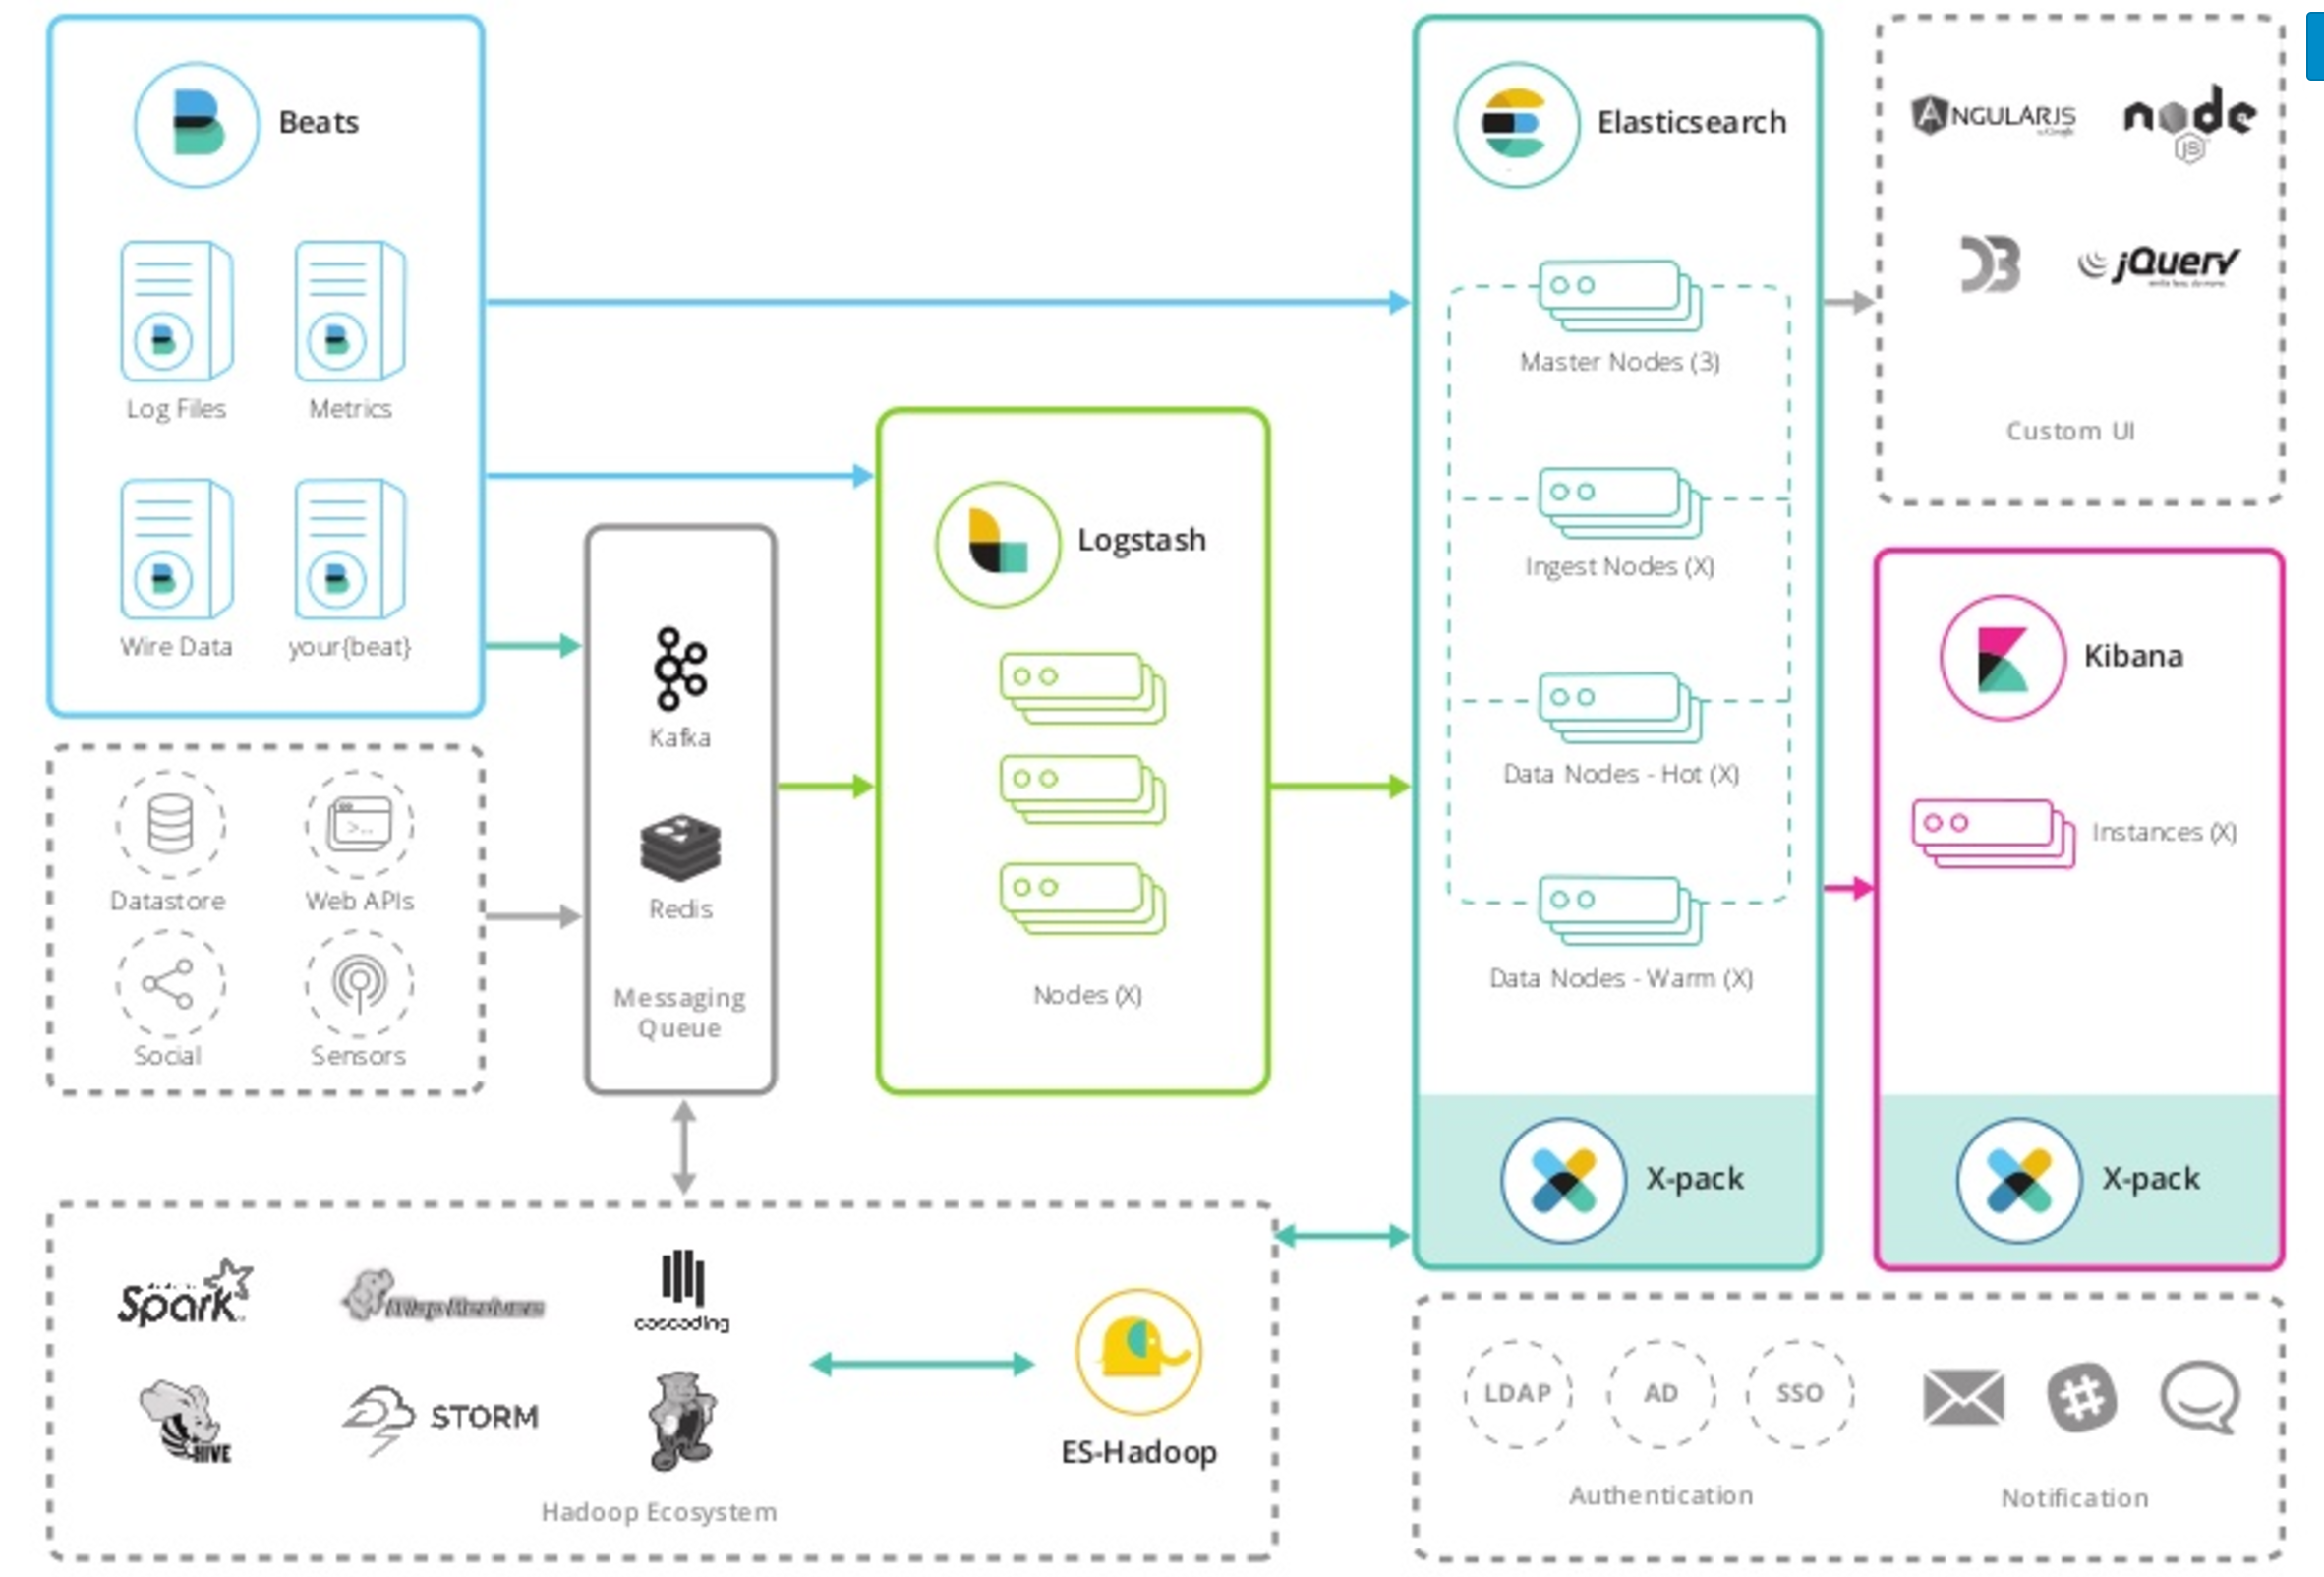 Beats
Log Files
Metrics
Wire Data
your{beat}
Datastore
Web APIs
Social
Sensors
Kafka
Redis
Messaging
Queue
Logstash
Nodes (X)
Elasticsearch
Master Nodes (3)
Ingest Nodes (X)
Data Nodes - Hot (X)
Data Nodes - Warm (X)
X-pack
ANGULARJS
node
JS
D3
jQuery
Custom UI
Kibana
Instances (X)
X-pack
Spark
cascading
HIVE
STORM
ES-Hadoop
Hadoop Ecosystem
LDAP
AD
SSO
Authentication
Notification